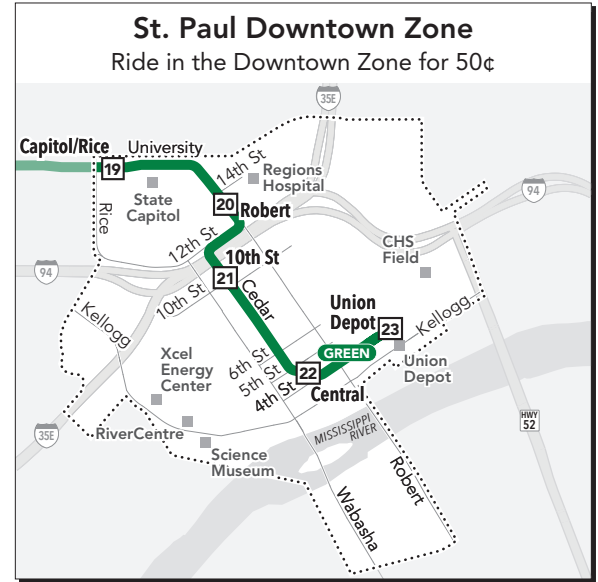 St. Paul Downtown Zone
Ride in the Downtown Zone for 50¢
35E
Capitol/Rice
University
19
14th St
Regions
Hospital
State
Capitol
20
Robert
94
Rice
12th St
CHS
Field
10th St
94
21
10th St
Cedar
Kellogg
Union
Depot
23
Kellogg
Xcel
Energy
Center
6th St
GREEN
5th St
22
Union
Depot
4th St
Central
35E
RiverCentre
MISSISSIPPI
RIVER
HWY
52
Science
Museum
Robert
Wabasha